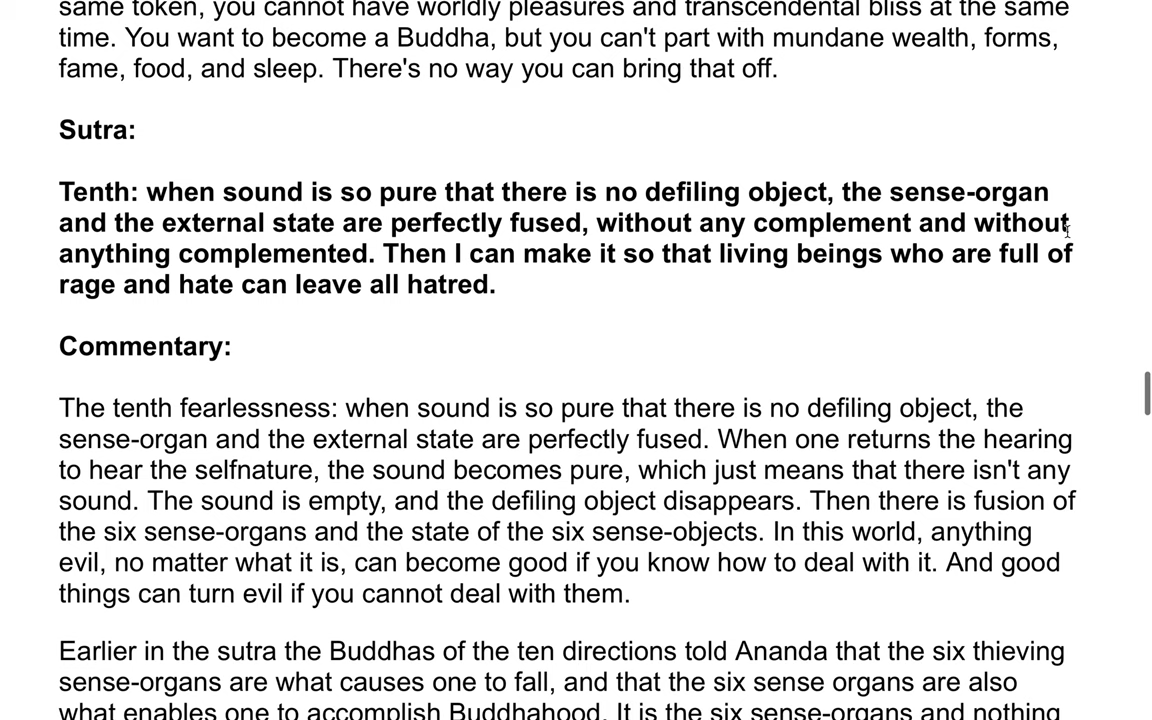 same token, you cannot have worldly pleasures and transcendental bliss at the same
time. You want to become a Buddha, but you can't part with mundane wealth, forms,
fame, food, and sleep. There's no way you can bring that off.
Sutra:
Tenth: when sound is so pure that there is no defiling object, the sense-organ
and the external state are perfectly fused, without any complement and without
anything complemented. Then I can make it so that living beings who are full of
rage and hate can leave all hatred.
Commentary:
The tenth fearlessness: when sound is so pure that there is no defiling object, the
sense-organ and the external state are perfectly fused. When one returns the hearing
to hear the selfnature, the sound becomes pure, which just means that there isn't any
sound. The sound is empty, and the defiling object disappears. Then there is fusion of
the six sense-organs and the state of the six sense-objects. In this world, anything
evil, no matter what it is, can become good if you know how to deal with it. And good
things can turn evil if you cannot deal with them.
Earlier in the sutra the Buddhas of the ten directions told Ananda that the six thieving
sense-organs are what causes one to fall, and that the six sense organs are also
what enables one to accomplish Buddhahood. It is the six sense-organs and nothing